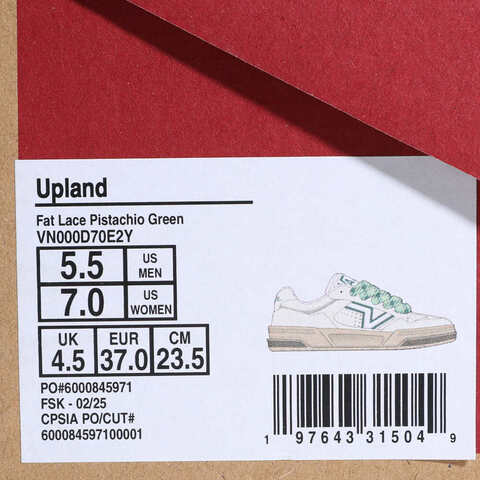 Upland
Fat Lace Pistachio Green
VN000D70E2Y
5.5 US MEN
7.0 US WOMEN
UK EUR CM
4.5 37.0 23.5
PO#6000845971
FSK - 02/25
CPSIA PO/CUT#
600084597100001
1 97643 31504 9